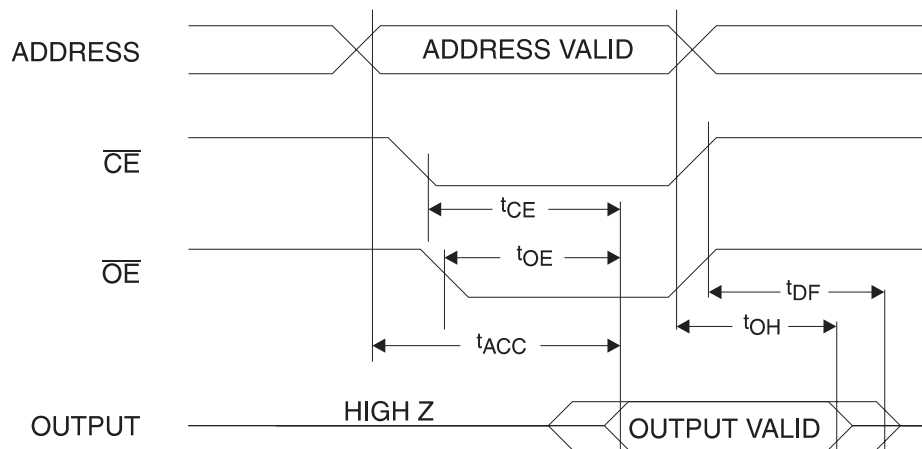 ADDRESS
ADDRESS VALID
CE
tCE
OE
tOE
tDF
tOH
tACC
HIGH Z
OUTPUT
OUTPUT VALID